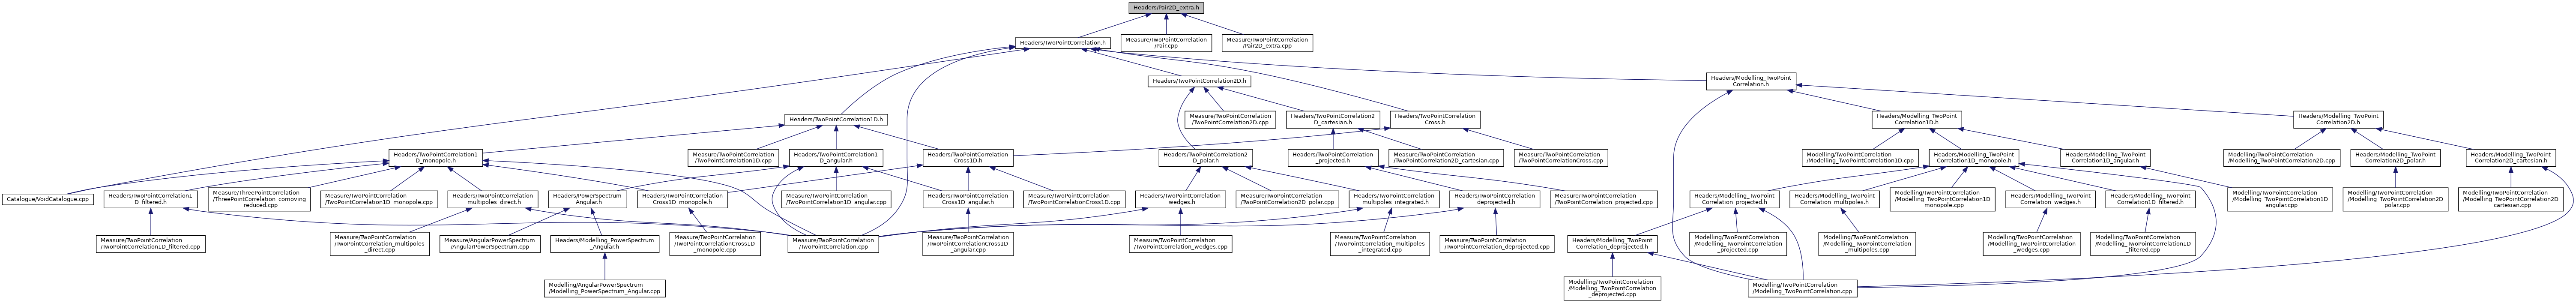 Headers/Pair2D_extra.h
Headers/TwoPointCorrelation.h
Measure/TwoPointCorrelation
/Pair.cpp
Measure/TwoPointCorrelation
/Pair2D_extra.cpp
Headers/TwoPointCorrelation2D.h
Headers/Modelling_TwoPoint
Correlation.h
Headers/TwoPointCorrelation1D.h
Measure/TwoPointCorrelation
/TwoPointCorrelation2D.cpp
Headers/TwoPointCorrelation2
D_cartesian.h
Headers/TwoPointCorrelation
Cross.h
Headers/Modelling_TwoPoint
Correlation1D.h
Headers/Modelling_TwoPoint
Correlation2D.h
Headers/TwoPointCorrelation1
D_monopole.h
Measure/TwoPointCorrelation
/TwoPointCorrelation1D.cpp
Headers/TwoPointCorrelation1
D_angular.h
Headers/TwoPointCorrelation
Cross1D.h
Headers/TwoPointCorrelation2
D_polar.h
Headers/TwoPointCorrelation
_projected.h
Measure/TwoPointCorrelation
/TwoPointCorrelation2D_cartesian.cpp
Measure/TwoPointCorrelation
/TwoPointCorrelationCross.cpp
Modelling/TwoPointCorrelation
/Modelling_TwoPointCorrelation1D.cpp
Headers/Modelling_TwoPoint
Correlation1D_monopole.h
Headers/Modelling_TwoPoint
Correlation1D_angular.h
Modelling/TwoPointCorrelation
/Modelling_TwoPointCorrelation2D.cpp
Headers/Modelling_TwoPoint
Correlation2D_polar.h
Headers/Modelling_TwoPoint
Correlation2D_cartesian.h
Catalogue/VoidCatalogue.cpp
Headers/TwoPointCorrelation1
D_filtered.h
Measure/ThreePointCorrelation
/ThreePointCorrelation_comoving
_reduced.cpp
Measure/TwoPointCorrelation
/TwoPointCorrelation1D_monopole.cpp
Headers/TwoPointCorrelation
_multipoles_direct.h
Headers/PowerSpectrum
_Angular.h
Headers/TwoPointCorrelation
Cross1D_monopole.h
Measure/TwoPointCorrelation
/TwoPointCorrelation1D_angular.cpp
Headers/TwoPointCorrelation
Cross1D_angular.h
Measure/TwoPointCorrelation
/TwoPointCorrelationCross1D.cpp
Headers/TwoPointCorrelation
_wedges.h
Measure/TwoPointCorrelation
/TwoPointCorrelation2D_polar.cpp
Headers/TwoPointCorrelation
_multipoles_integrated.h
Headers/TwoPointCorrelation
_deprojected.h
Measure/TwoPointCorrelation
/TwoPointCorrelation_projected.cpp
Headers/Modelling_TwoPoint
Correlation_projected.h
Headers/Modelling_TwoPoint
Correlation_multipoles.h
Modelling/TwoPointCorrelation
/Modelling_TwoPointCorrelation1D
_monopole.cpp
Headers/Modelling_TwoPoint
Correlation_wedges.h
Headers/Modelling_TwoPoint
Correlation1D_filtered.h
Modelling/TwoPointCorrelation
/Modelling_TwoPointCorrelation1D
_angular.cpp
Modelling/TwoPointCorrelation
/Modelling_TwoPointCorrelation2D
_polar.cpp
Modelling/TwoPointCorrelation
/Modelling_TwoPointCorrelation2D
_cartesian.cpp
Measure/TwoPointCorrelation
/TwoPointCorrelation1D_filtered.cpp
Measure/TwoPointCorrelation
/TwoPointCorrelation_multipoles
_direct.cpp
Measure/AngularPowerSpectrum
/AngularPowerSpectrum.cpp
Headers/Modelling_PowerSpectrum
_Angular.h
Measure/TwoPointCorrelation
/TwoPointCorrelationCross1D
_monopole.cpp
Measure/TwoPointCorrelation
/TwoPointCorrelation.cpp
Measure/TwoPointCorrelation
/TwoPointCorrelationCross1D
_angular.cpp
Measure/TwoPointCorrelation
/TwoPointCorrelation_wedges.cpp
Measure/TwoPointCorrelation
/TwoPointCorrelation_multipoles
_integrated.cpp
Measure/TwoPointCorrelation
/TwoPointCorrelation_deprojected.cpp
Headers/Modelling_TwoPoint
Correlation_deprojected.h
Modelling/TwoPointCorrelation
/Modelling_TwoPointCorrelation
_projected.cpp
Modelling/TwoPointCorrelation
/Modelling_TwoPointCorrelation
_multipoles.cpp
Modelling/TwoPointCorrelation
/Modelling_TwoPointCorrelation
_wedges.cpp
Modelling/TwoPointCorrelation
/Modelling_TwoPointCorrelation1D
_filtered.cpp
Modelling/AngularPowerSpectrum
/Modelling_PowerSpectrum_Angular.cpp
Modelling/TwoPointCorrelation
/Modelling_TwoPointCorrelation
_deprojected.cpp
Modelling/TwoPointCorrelation
/Modelling_TwoPointCorrelation.cpp